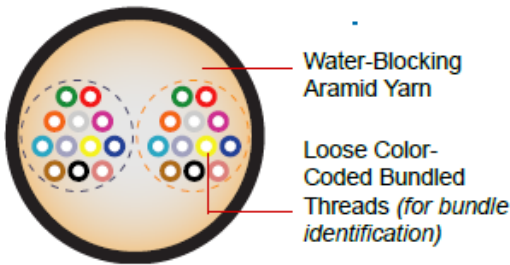 Water-Blocking
Aramid Yarn
Loose Color-
Coded Bundled
Threads (for bundle
identification)